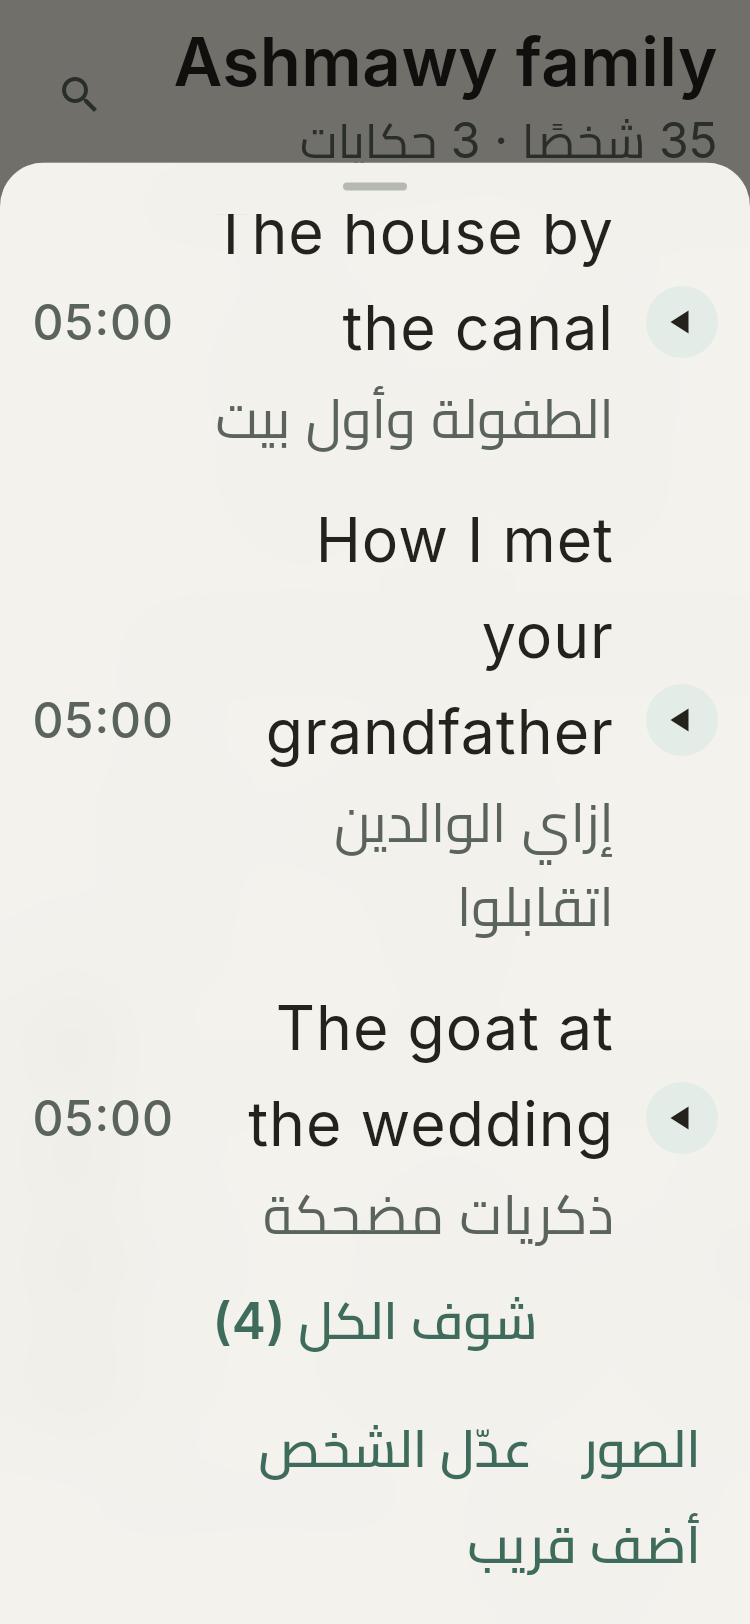 Ashmawy family
35 شخصًا · 3 حكايات
The house by
the canal
05:00
الطفولة وأول بيت
How I met
your
grandfather
05:00
إزاي الوالدين
اتقابلوا
The goat at
the wedding
05:00
ذكريات مضحكة
شوف الكل (4)
الصور
عدّل الشخص
أضف قريب